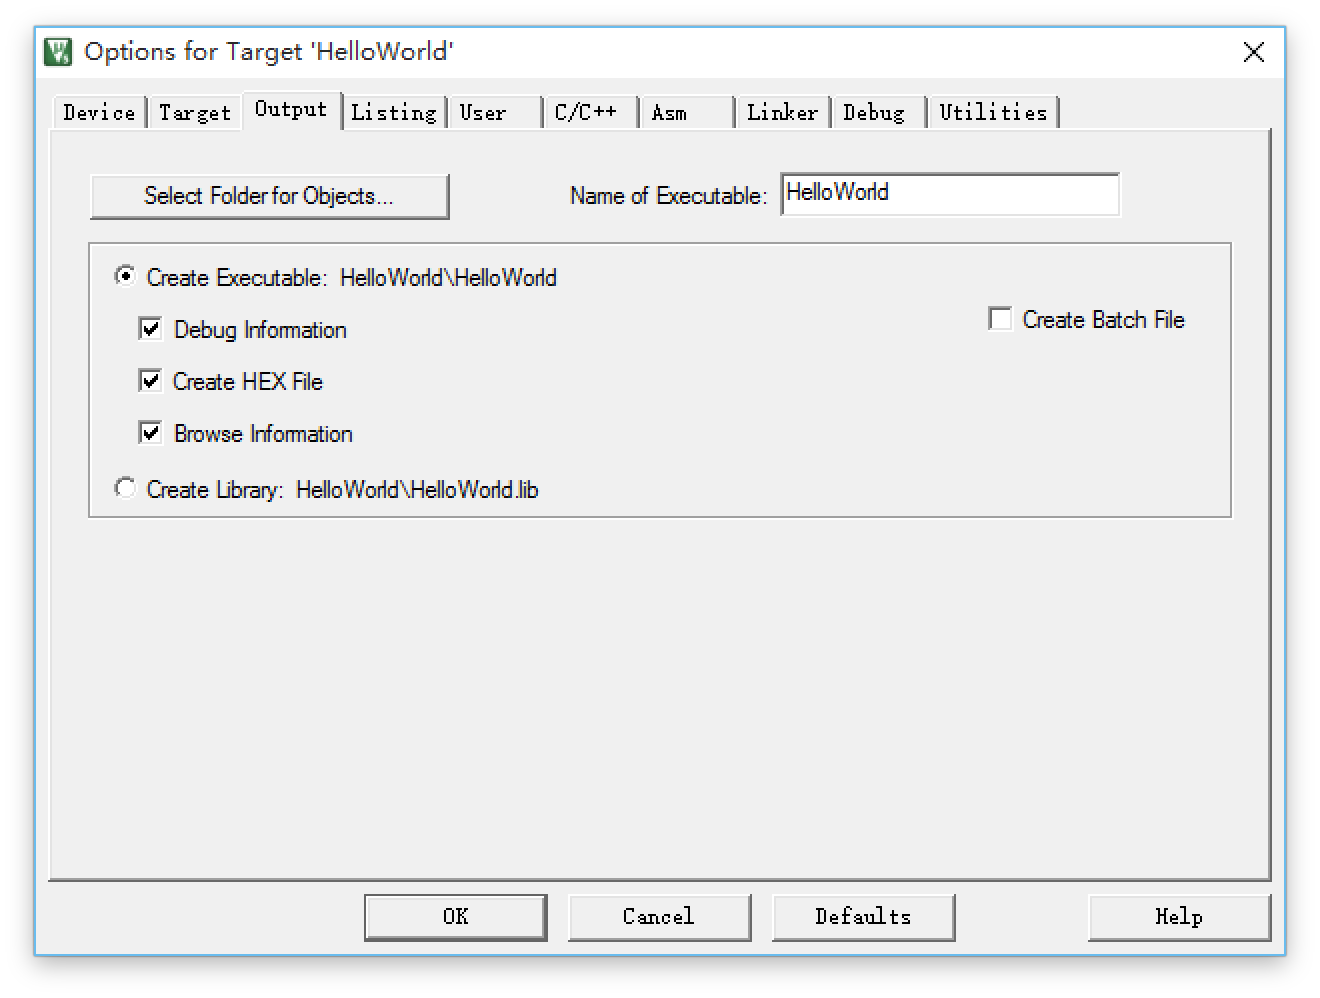 Options for Target 'HelloWorld'
Device Target Output Listing User C/C++ Asm Linker Debug Utilities
Select Folder for Objects... Name of Executable: HelloWorld
Create Executable: HelloWorld\HelloWorld
Debug Information Create Batch File
Create HEX File
Browse Information
Create Library: HelloWorld\HelloWorld.lib
OK Cancel Defaults Help